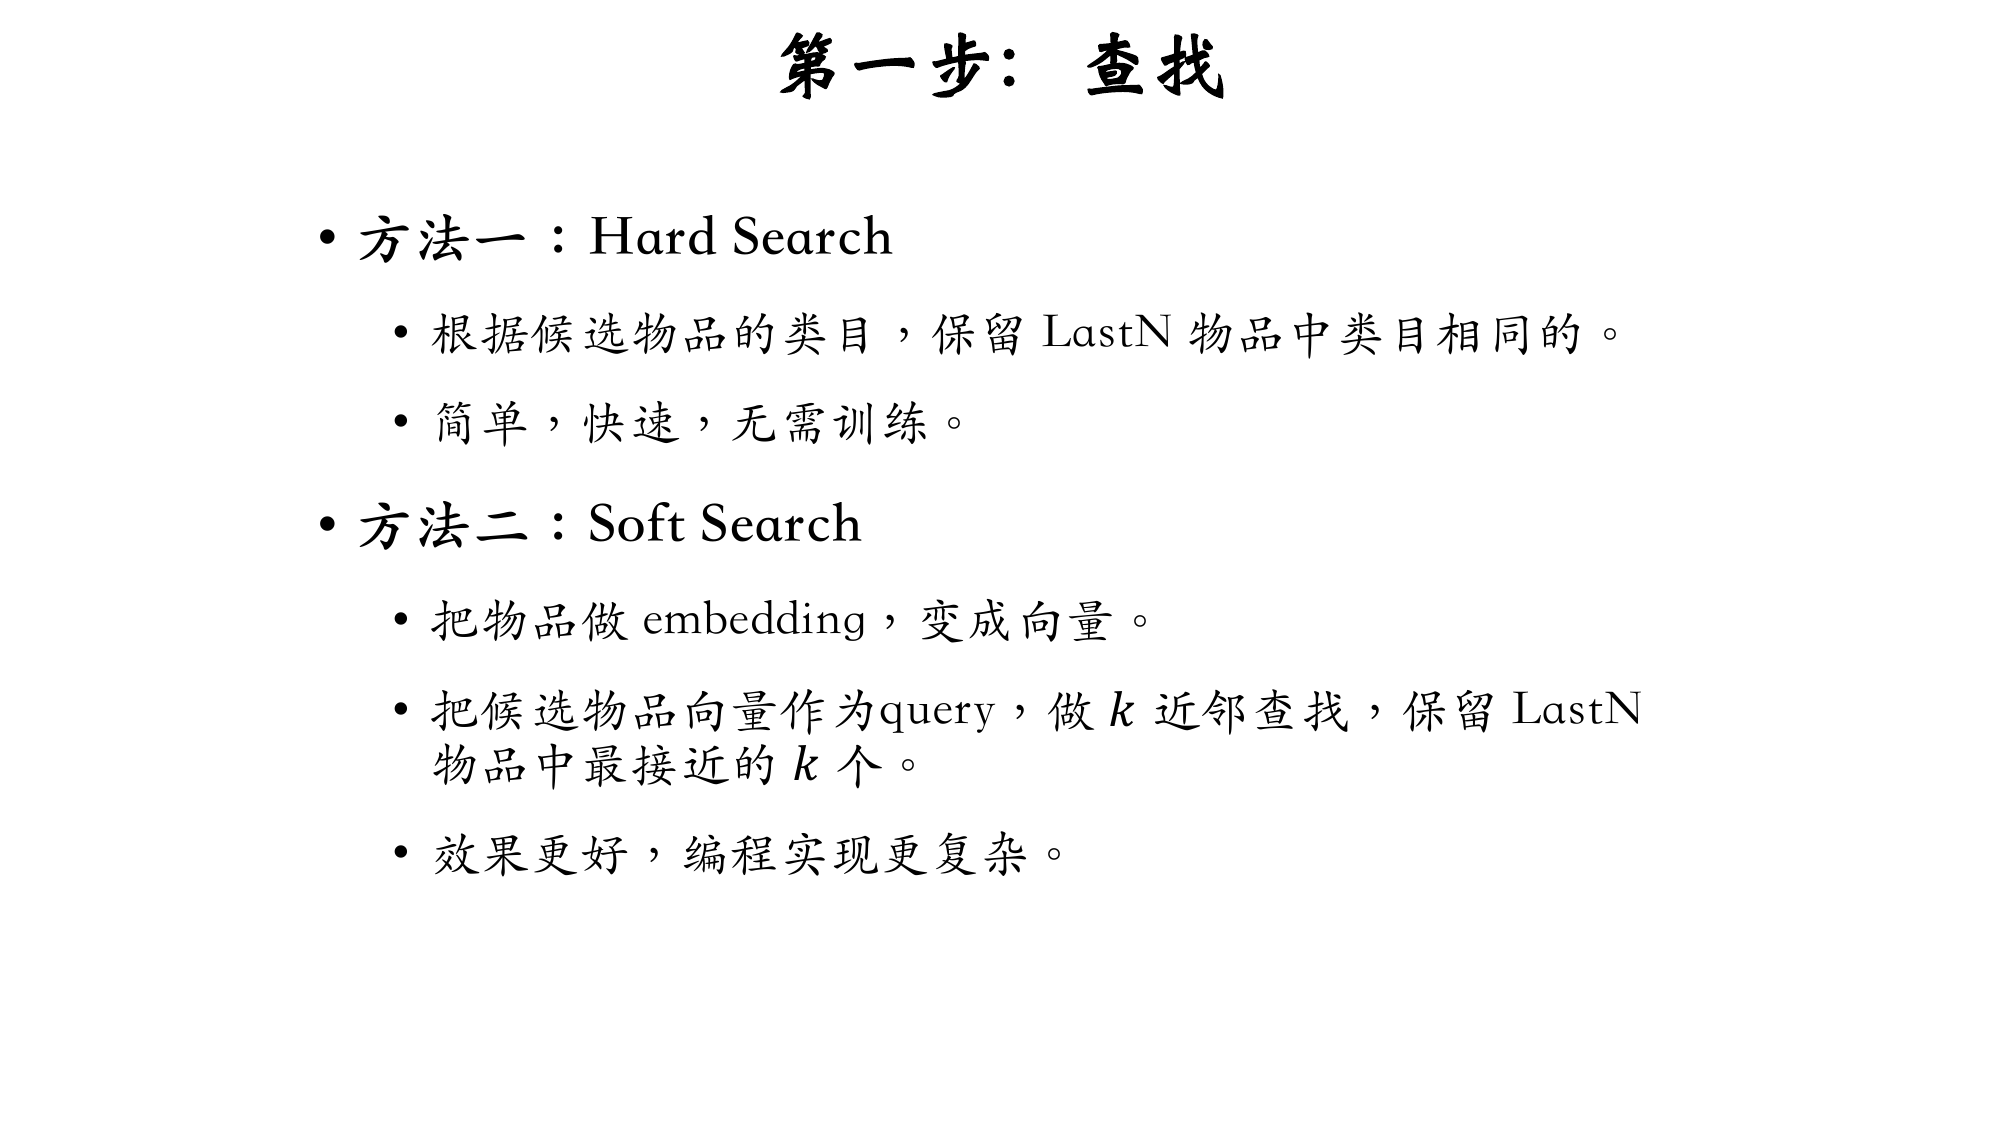 第一步: 查找
• 方法一：Hard Search
• 根据候选物品的类目，保留 LastN 物品中类目相同的。
• 简单，快速，无需训练。
• 方法二：Soft Search
• 把物品做 embedding，变成向量。
• 把候选物品向量作为query，做 k 近邻查找，保留 LastN
物品中最接近的 k 个。
• 效果更好，编程实现更复杂。